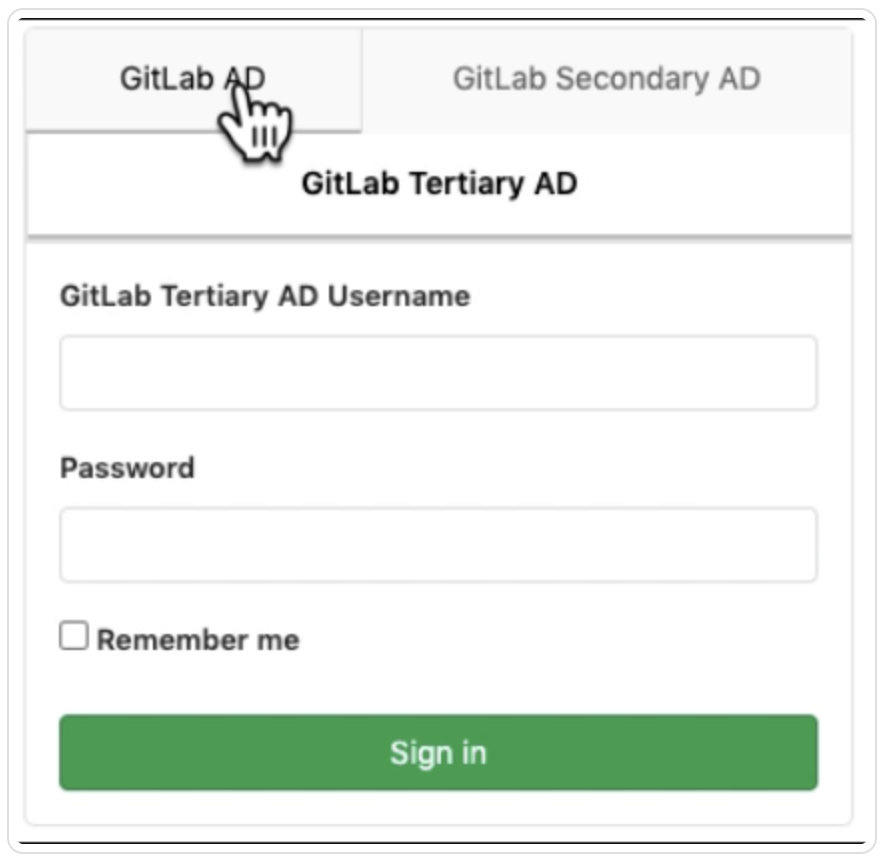 GitLab AD GitLab Secondary AD
GitLab Tertiary AD
GitLab Tertiary AD Username
Password
Remember me
Sign in